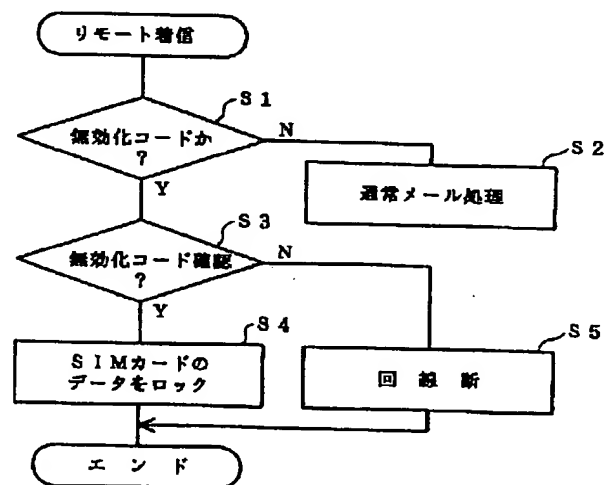 リモート着信
S1
無効化コードか
?
N
Y
S2
通常メール処理
S3
無効化コード確認
?
N
Y
S4
SIMカードの
データをロック
S5
回線断
エンド